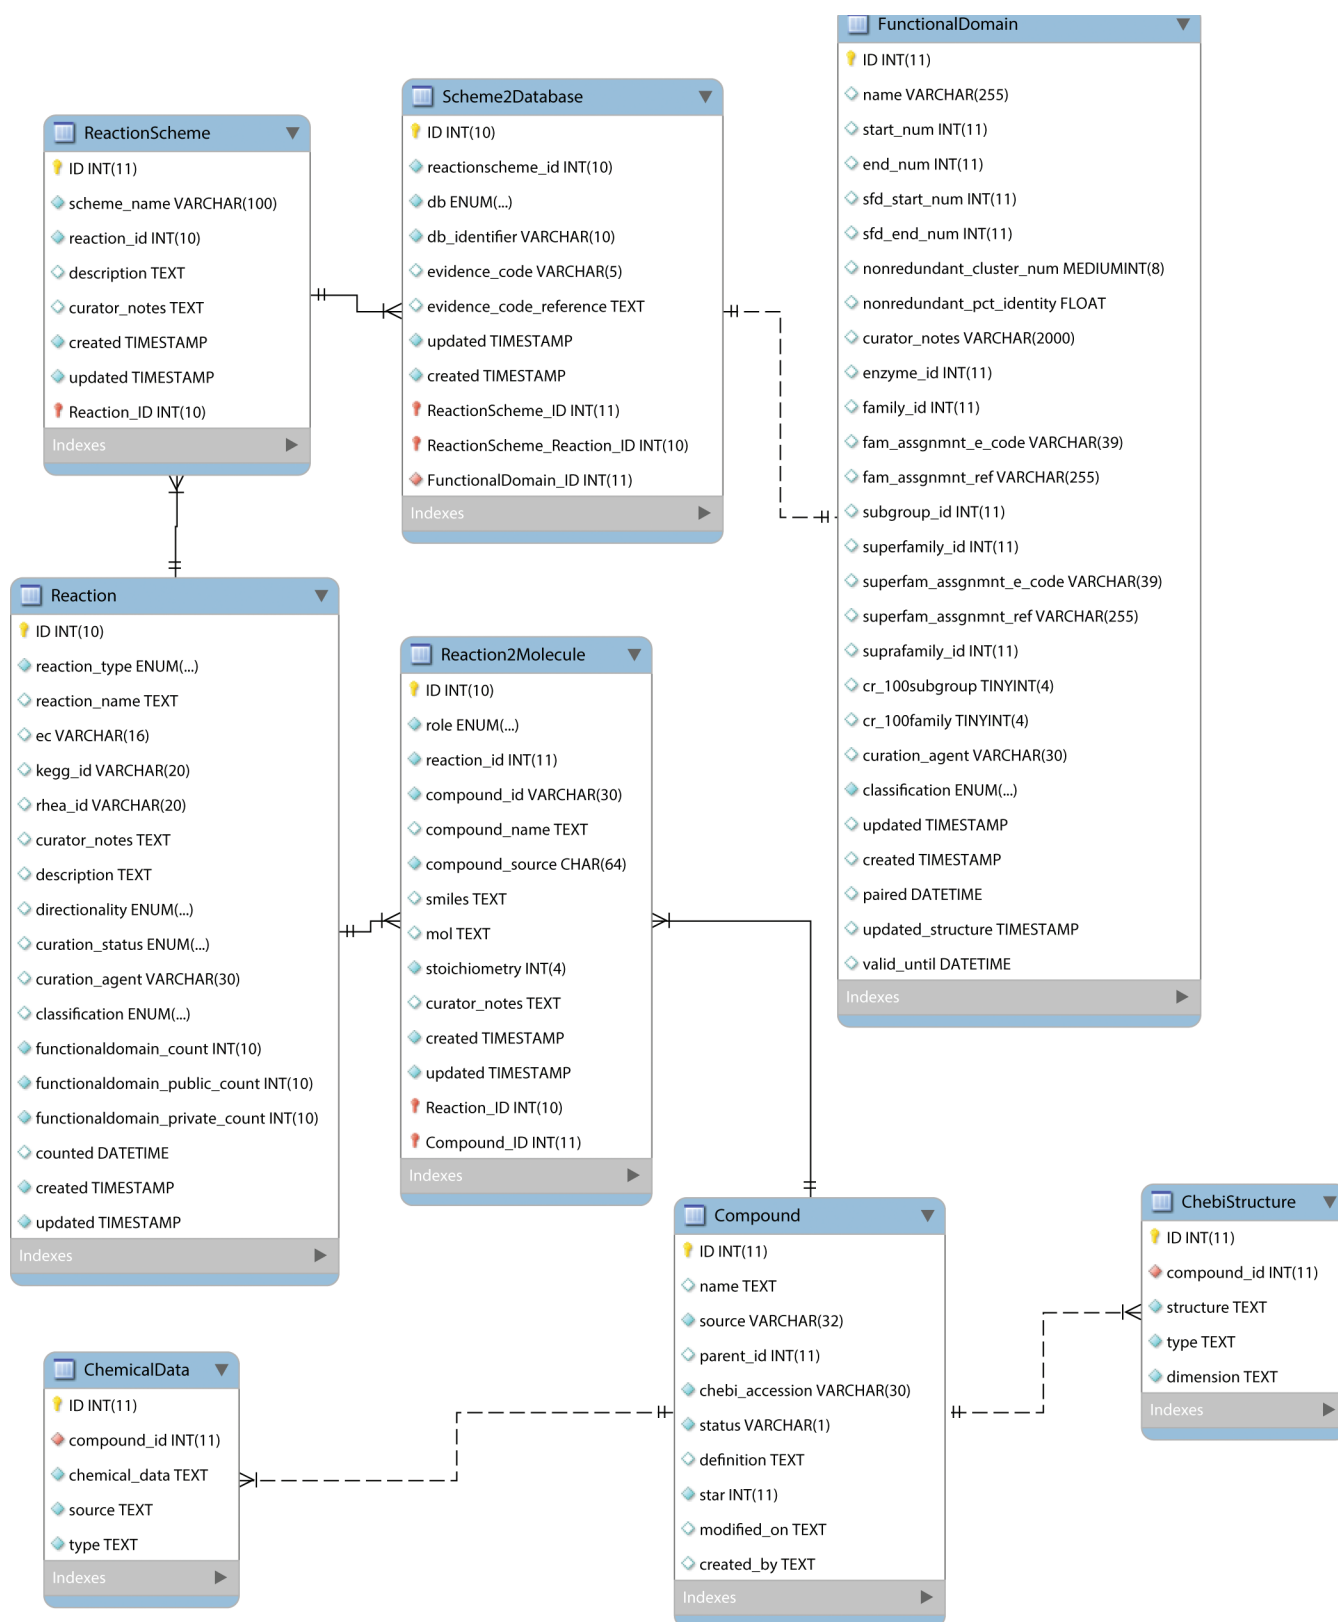 FunctionalDomain
ID INT(11)
name VARCHAR(255)
start_num INT(11)
end_num INT(11)
sfd_start_num INT(11)
sfd_end_num INT(11)
nonredundant_cluster_num MEDIUMINT(8)
nonredundant_pct_identity FLOAT
curator_notes VARCHAR(2000)
enzyme_id INT(11)
family_id INT(11)
fam_assgnmnt_e_code VARCHAR(39)
fam_assgnmnt_ref VARCHAR(255)
subgroup_id INT(11)
superfamily_id INT(11)
superfam_assgnmnt_e_code VARCHAR(39)
superfam_assgnmnt_ref VARCHAR(255)
suprafamily_id INT(11)
cr_100subgroup TINYINT(4)
cr_100family TINYINT(4)
curation_agent VARCHAR(30)
classification ENUM(...)
updated TIMESTAMP
created TIMESTAMP
paired DATETIME
updated_structure TIMESTAMP
valid_until DATETIME
Indexes
Scheme2Database
ID INT(10)
reactionscheme_id INT(10)
db ENUM(...)
db_identifier VARCHAR(10)
evidence_code VARCHAR(5)
evidence_code_reference TEXT
updated TIMESTAMP
created TIMESTAMP
ReactionScheme_ID INT(11)
ReactionScheme_Reaction_ID INT(10)
FunctionalDomain_ID INT(11)
Indexes
ReactionScheme
ID INT(11)
scheme_name VARCHAR(100)
reaction_id INT(10)
description TEXT
curator_notes TEXT
created TIMESTAMP
updated TIMESTAMP
Reaction_ID INT(10)
Indexes
Reaction
ID INT(10)
reaction_type ENUM(...)
reaction_name TEXT
ec VARCHAR(16)
kegg_id VARCHAR(20)
rhea_id VARCHAR(20)
curator_notes TEXT
description TEXT
directionality ENUM(...)
curation_status ENUM(...)
curation_agent VARCHAR(30)
classification ENUM(...)
functionaldomain_count INT(10)
functionaldomain_public_count INT(10)
functionaldomain_private_count INT(10)
counted DATETIME
created TIMESTAMP
updated TIMESTAMP
Indexes
Reaction2Molecule
ID INT(10)
role ENUM(...)
reaction_id INT(11)
compound_id VARCHAR(30)
compound_name TEXT
compound_source CHAR(64)
smiles TEXT
mol TEXT
stoichiometry INT(4)
curator_notes TEXT
created TIMESTAMP
updated TIMESTAMP
Reaction_ID INT(10)
Compound_ID INT(11)
Indexes
Compound
ID INT(11)
name TEXT
source VARCHAR(32)
parent_id INT(11)
chebi_accession VARCHAR(30)
status VARCHAR(1)
definition TEXT
star INT(11)
modified_on TEXT
created_by TEXT
Indexes
ChebiStructure
ID INT(11)
compound_id INT(11)
structure TEXT
type TEXT
dimension TEXT
Indexes
ChemicalData
ID INT(11)
compound_id INT(11)
chemical_data TEXT
source TEXT
type TEXT
Indexes